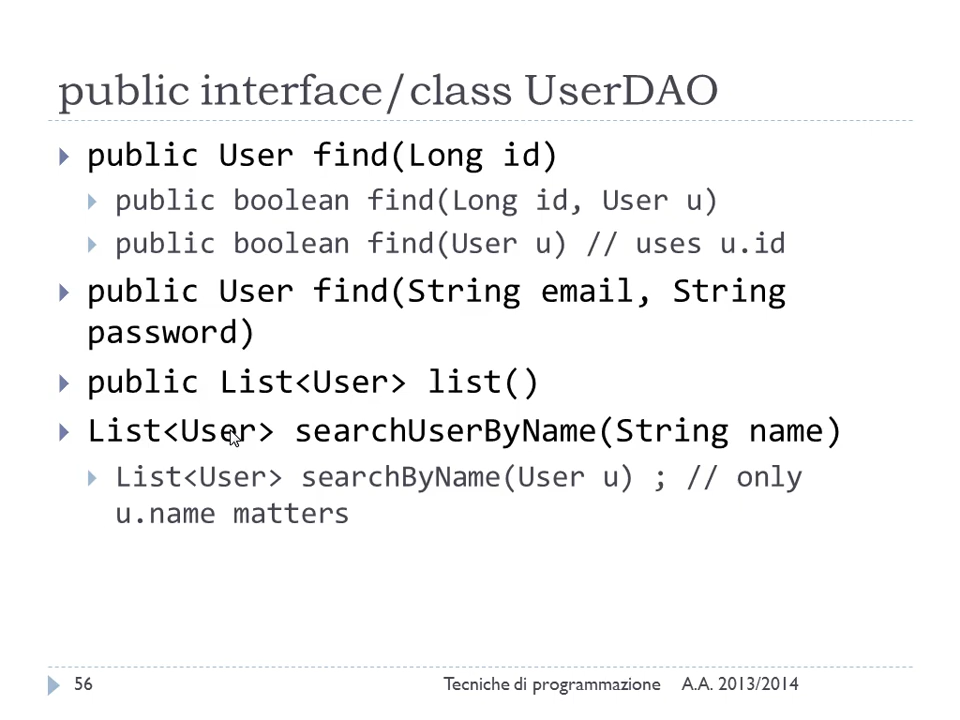 public interface/class UserDAO
public User find(Long id)
public boolean find(Long id, User u)
public boolean find(User u) // uses u.id
public User find(String email, String
password)
public List<User> list()
List<User> searchUserByName(String name)
List<User> searchByName(User u) ; // only
u.name matters
56 Tecniche di programmazione A.A. 2013/2014